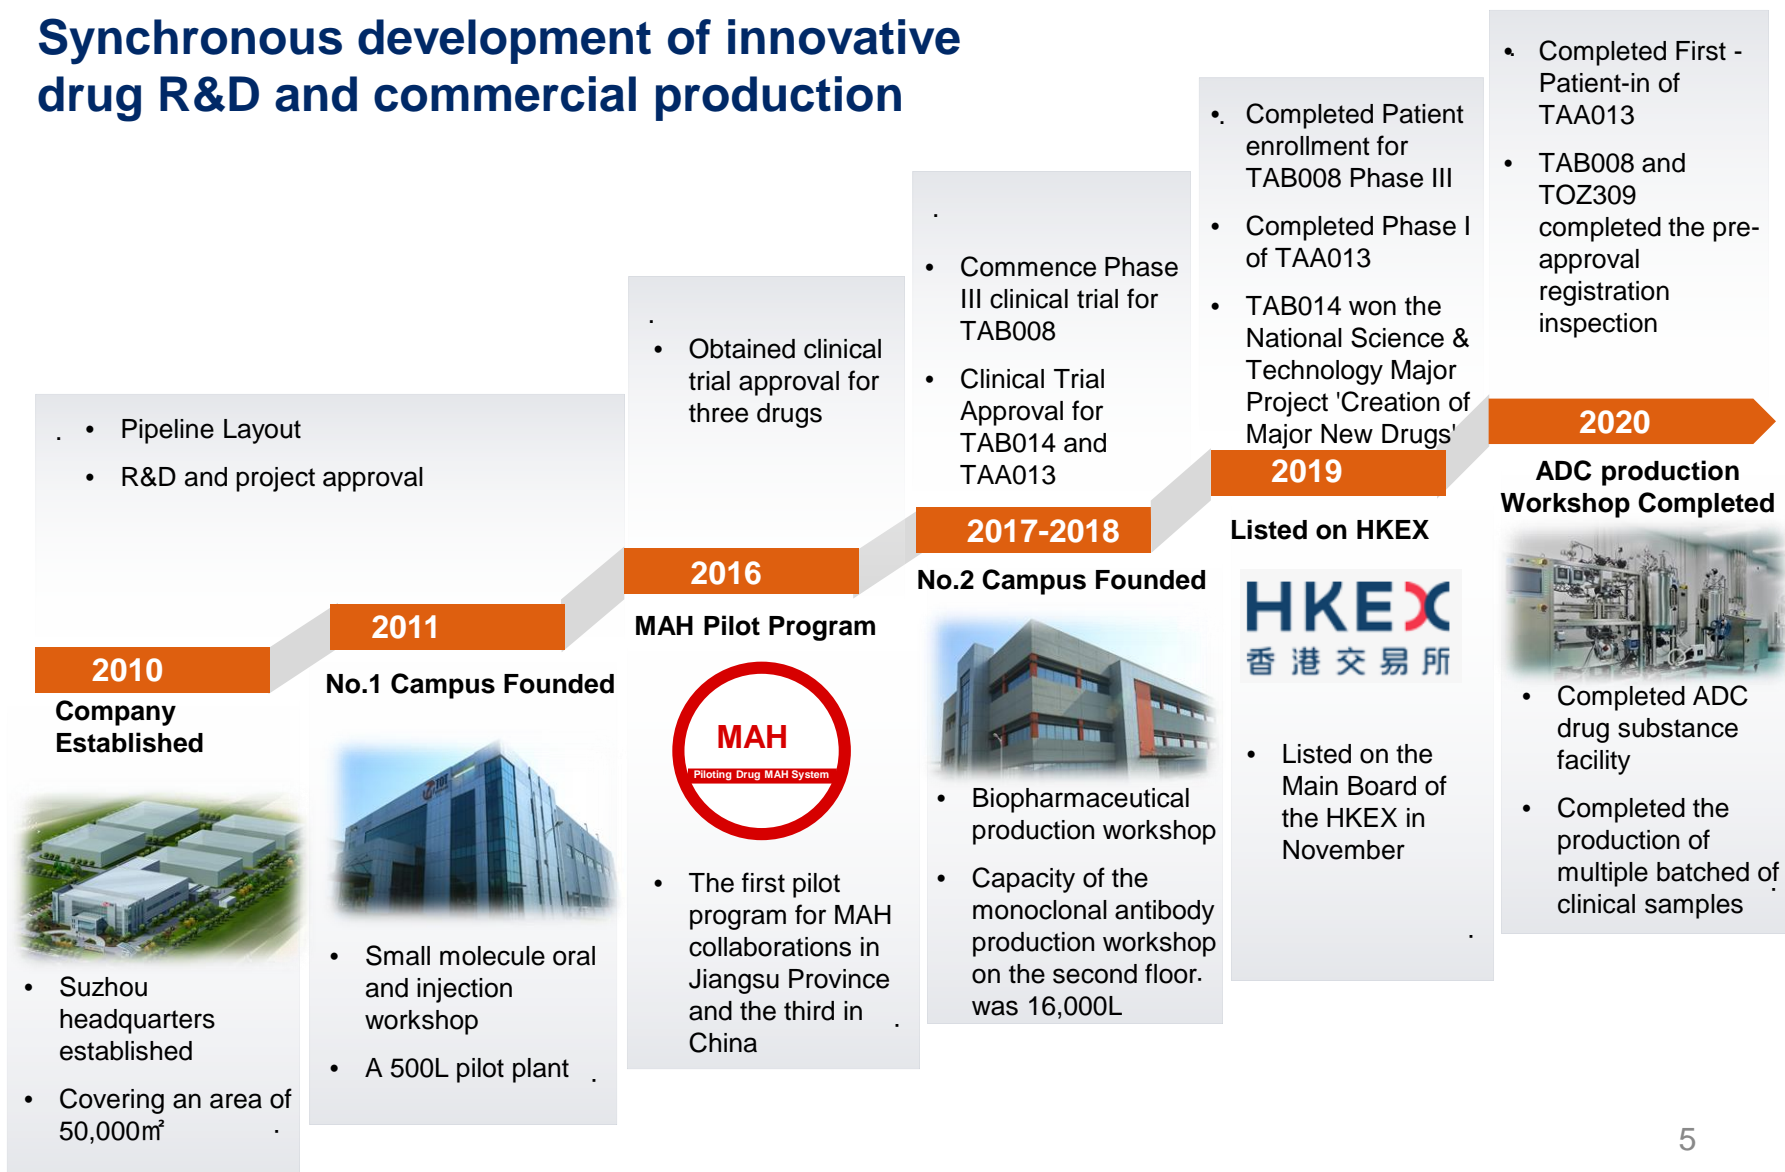 Synchronous development of innovative
drug R&D and commercial production
• Pipeline Layout
• R&D and project approval
2010
Company
Established
• Suzhou
headquarters
established
• Covering an area of
50,000㎡
2011
No.1 Campus Founded
TOT
• Small molecule oral
and injection
workshop
• A 500L pilot plant
• Obtained clinical
trial approval for
three drugs
2016
MAH Pilot Program
MAH
Piloting Drug MAH System
• The first pilot
program for MAH
collaborations in
Jiangsu Province
and the third in
China
• Commence Phase
III clinical trial for
TAB008
• Clinical Trial
Approval for
TAB014 and
TAA013
2017-2018
No.2 Campus Founded
• Biopharmaceutical
production workshop
• Capacity of the
monoclonal antibody
production workshop
on the second floor
was 16,000L
• Completed Patient
enrollment for
TAB008 Phase III
• Completed Phase I
of TAA013
• TAB014 won the
National Science &
Technology Major
Project 'Creation of
Major New Drugs'
2019
Listed on HKEX
HKEX
香港交易所
• Listed on the
Main Board of
the HKEX in
November
• Completed First -
Patient-in of
TAA013
• TAB008 and
TOZ309
completed the pre-
approval
registration
inspection
2020
ADC production
Workshop Completed
• Completed ADC
drug substance
facility
• Completed the
production of
multiple batched of
clinical samples
5